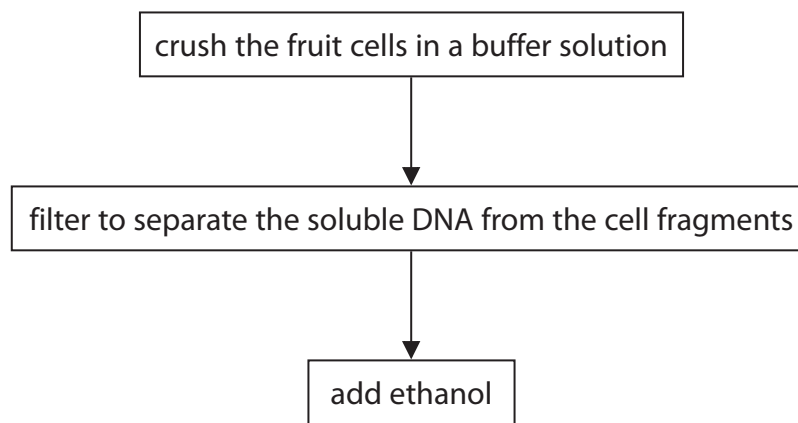 crush the fruit cells in a buffer solution
filter to separate the soluble DNA from the cell fragments
add ethanol